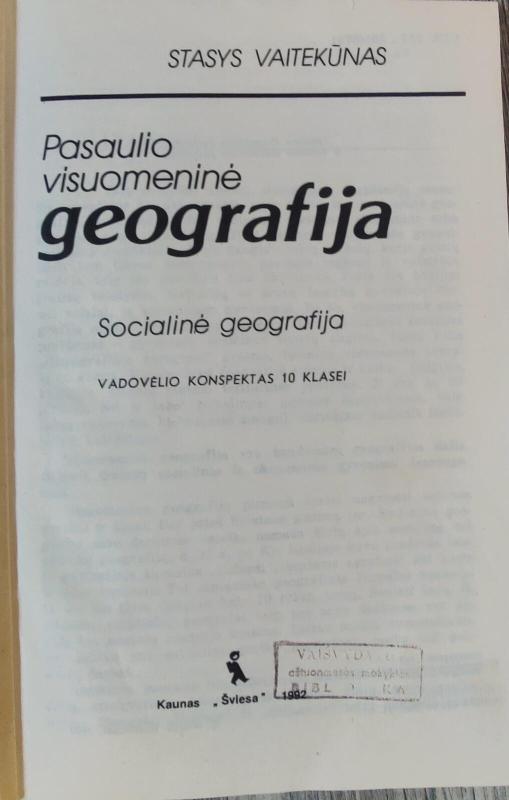 STASYS VAITEKŪNAS
Pasaulio
visuomeninė
geografija
Socialinė geografija
VADOVĖLIO KONSPEKTAS 10 KLASEI
Kaunas „Šviesa" 1992